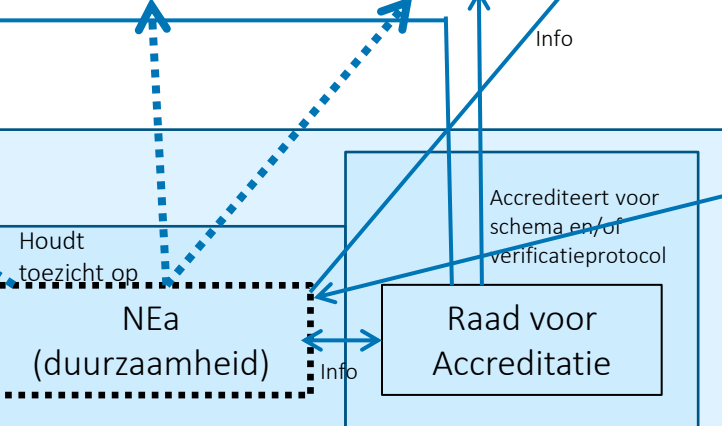 Info
Accrediteert voor
schema en/of
verificatieprotocol
Houdt
toezicht op
NEa
(duurzaamheid)
Info
Raad voor
Accreditatie